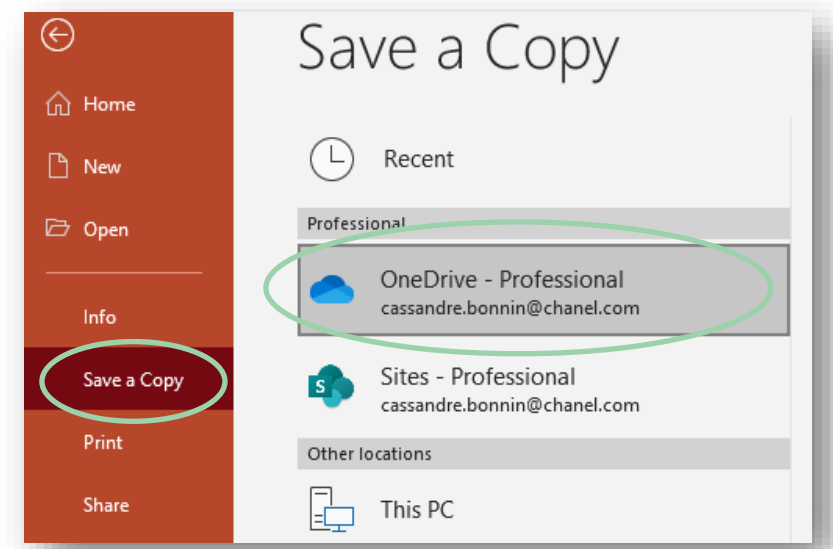 Home
New
Open
Info
Save a Copy
Print
Share
Save a Copy
Recent
Professional
OneDrive - Professional
cassandre.bonnin@chanel.com
S
Sites - Professional
cassandre.bonnin@chanel.com
Other locations
This PC